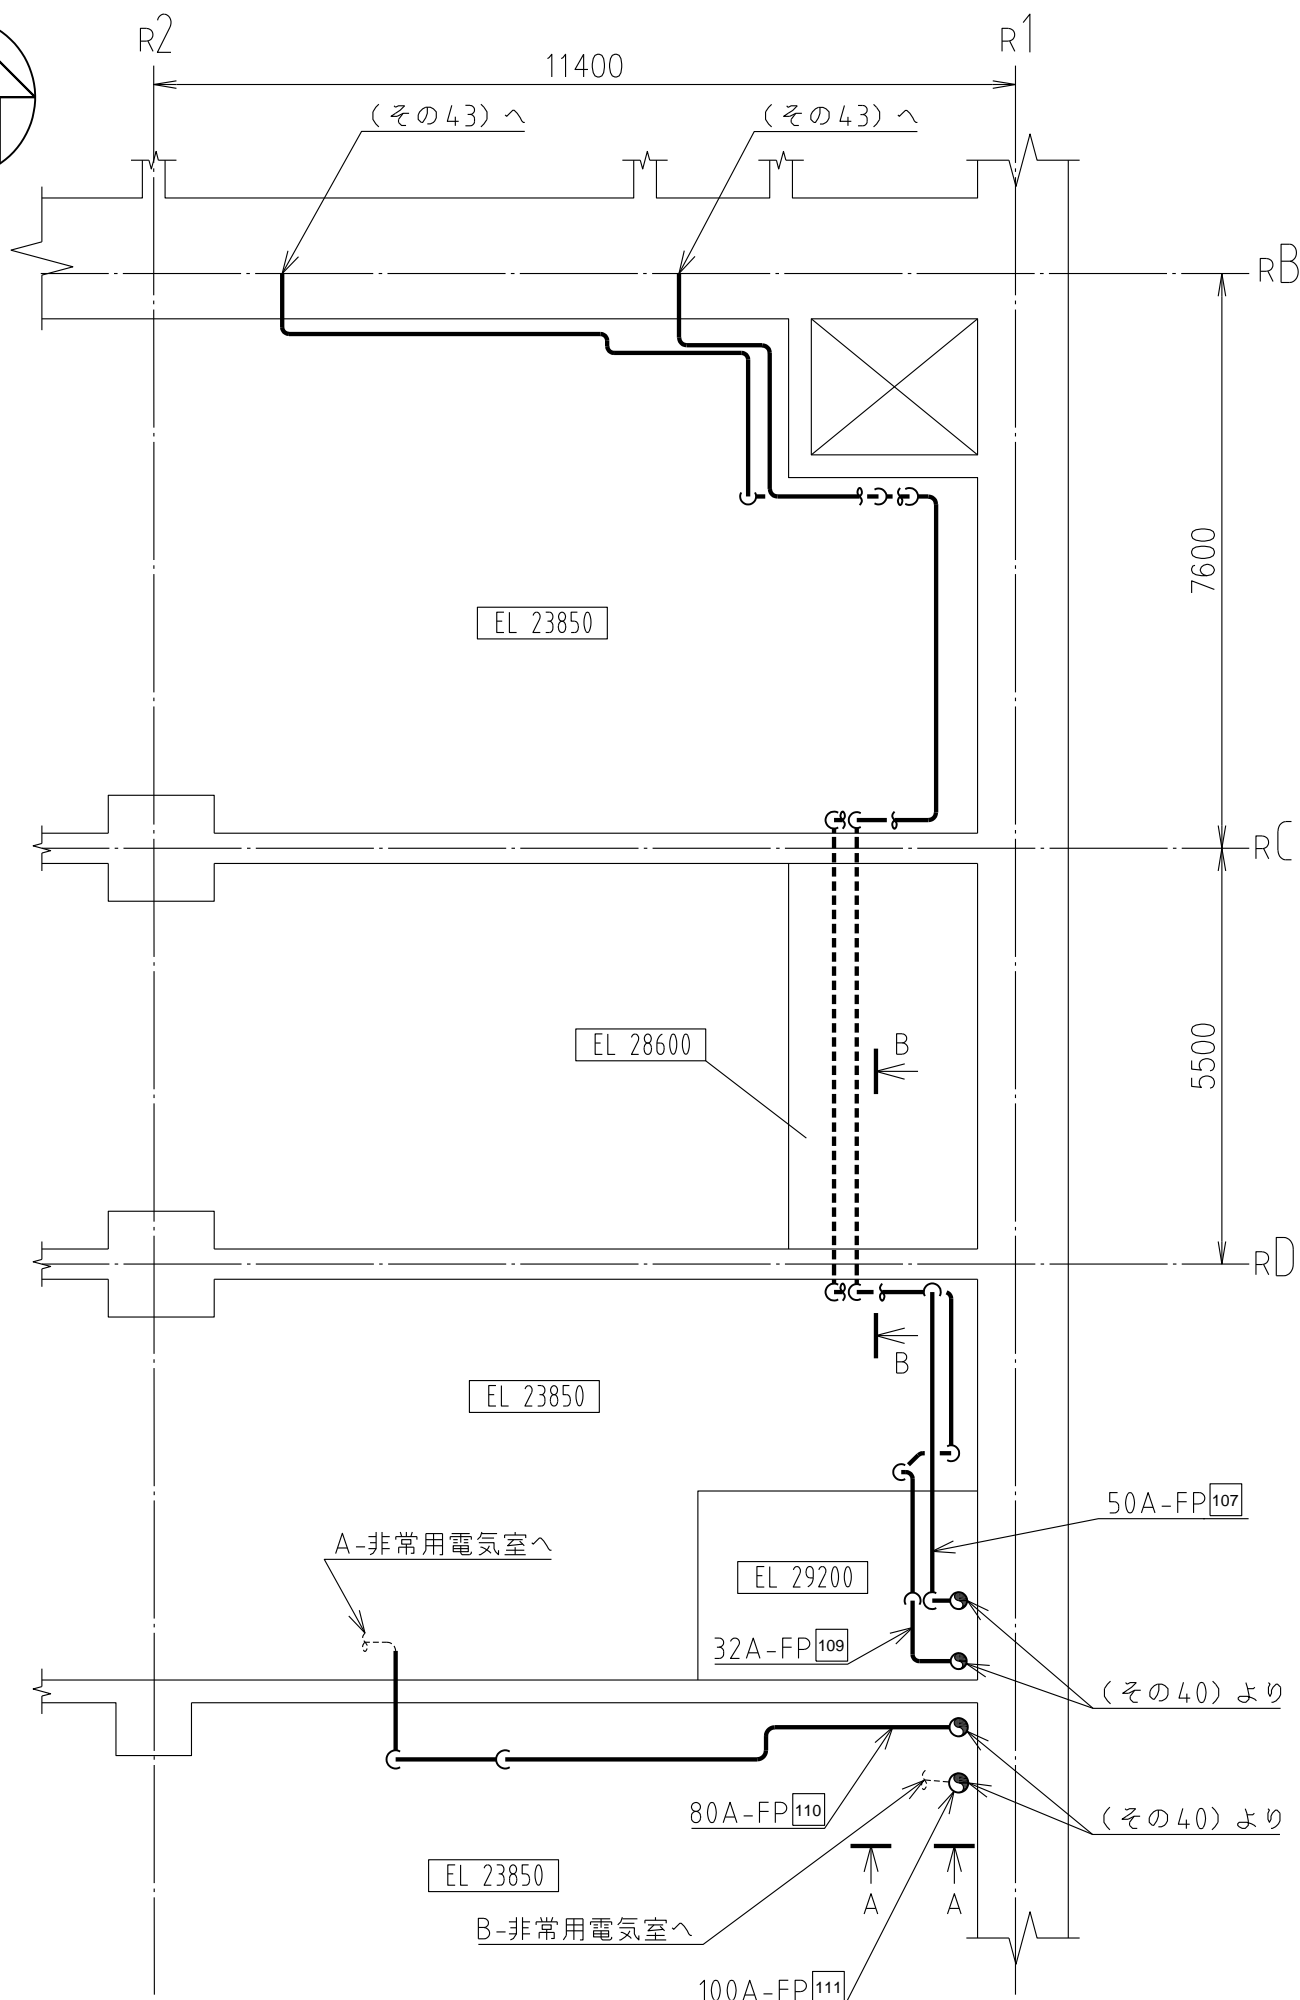 R2
R1
11400
(その43)へ
(その43)へ
RB
7600
EL 23850
RC
EL 28600
B
5500
RD
B
EL 23850
50A-FP 107
A-非常用電気室へ
EL 29200
32A-FP 109
(その40)より
80A-FP 110
(その40)より
EL 23850
A
A
B-非常用電気室へ
100A-FP 111